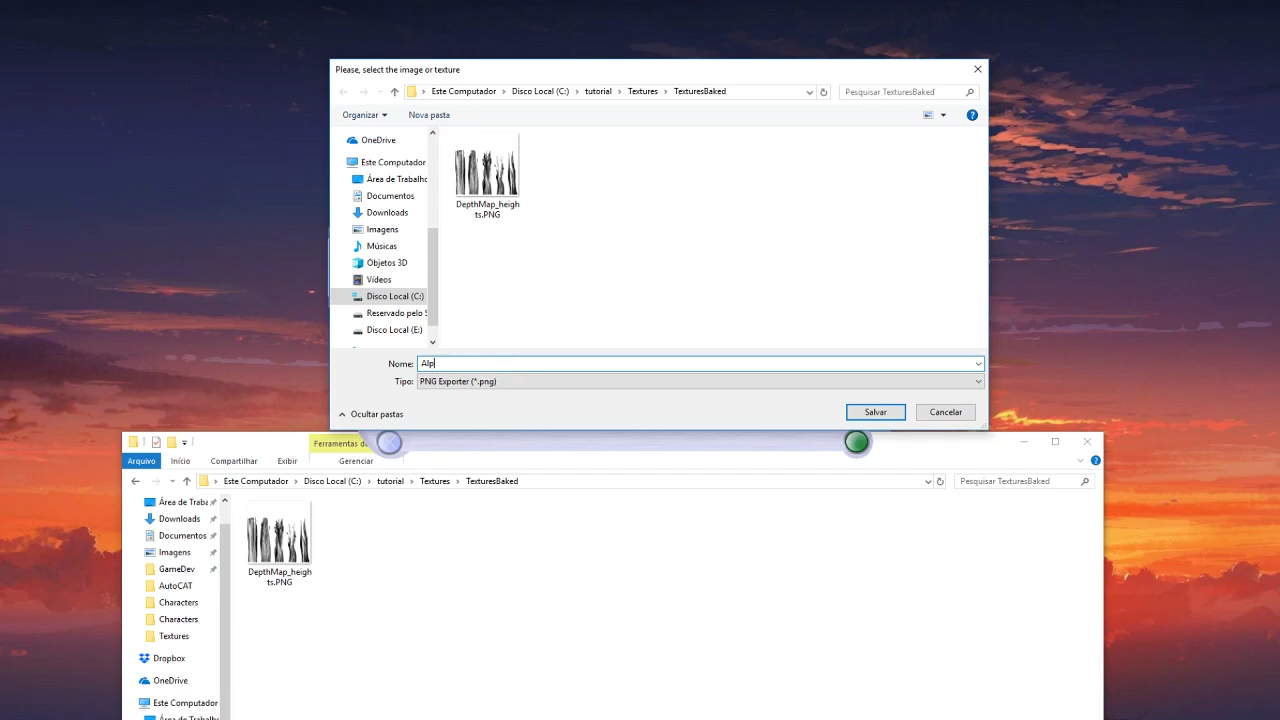 Please, select the image or texture
Este Computador > Disco Local (C:) > tutorial > Textures > TexturesBaked
Pesquisar TexturesBaked
Organizar
Nova pasta
OneDrive
Este Computador
Área de Trabalho
Documentos
Downloads
Imagens
Músicas
Objetos 3D
Vídeos
Disco Local (C:)
Reservado pelo S
Disco Local (E:)
DepthMap_heigh
ts.PNG
Nome: Alp
Tipo: PNG Exporter (*.png)
Ocultar pastas
Salvar
Cancelar
Ferramentas de
Arquivo
Início
Compartilhar
Exibir
Gerenciar
Este Computador > Disco Local (C:) > tutorial > Textures > TexturesBaked
Pesquisar TexturesBaked
Área de Traba
Downloads
Documentos
Imagens
GameDev
AutoCAT
Characters
Characters
Textures
Dropbox
OneDrive
Este Computador
Área de Trabalho
DepthMap_heigh
ts.PNG